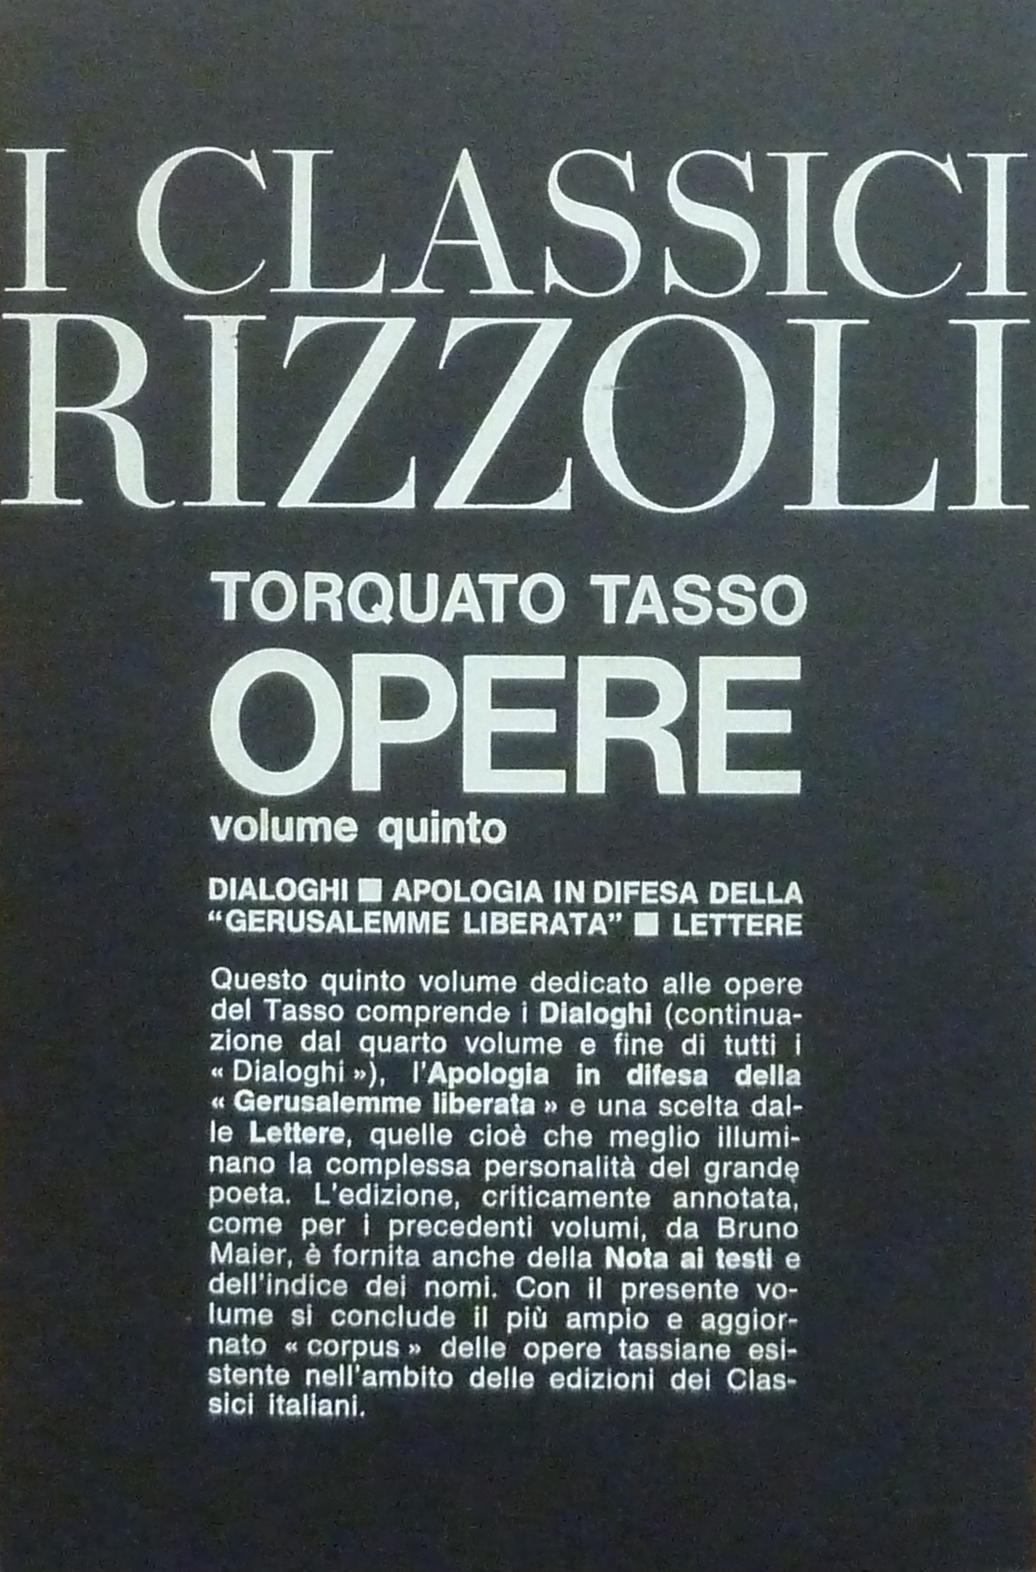 I CLASSICI
RIZZOLI
TORQUATO TASSO
OPERE
volume quinto
DIALOGHI ■ APOLOGIA IN DIFESA DELLA
“GERUSALEMME LIBERATA” ■ LETTERE
Questo quinto volume dedicato alle opere
del Tasso comprende i Dialoghi (continua-
zione dal quarto volume e fine di tutti i
« Dialoghi »), l'Apologia in difesa della
« Gerusalemme liberata » e una scelta dal-
le Lettere, quelle cioè che meglio illumi-
nano la complessa personalità del grande
poeta. L'edizione, criticamente annotata,
come per i precedenti volumi, da Bruno
Maier, è fornita anche della Nota ai testi e
dell'indice dei nomi. Con il presente vo-
lume si conclude il più ampio e aggior-
nato « corpus » delle opere tassiane esi-
stente nell'ambito delle edizioni dei Clas-
sici italiani.